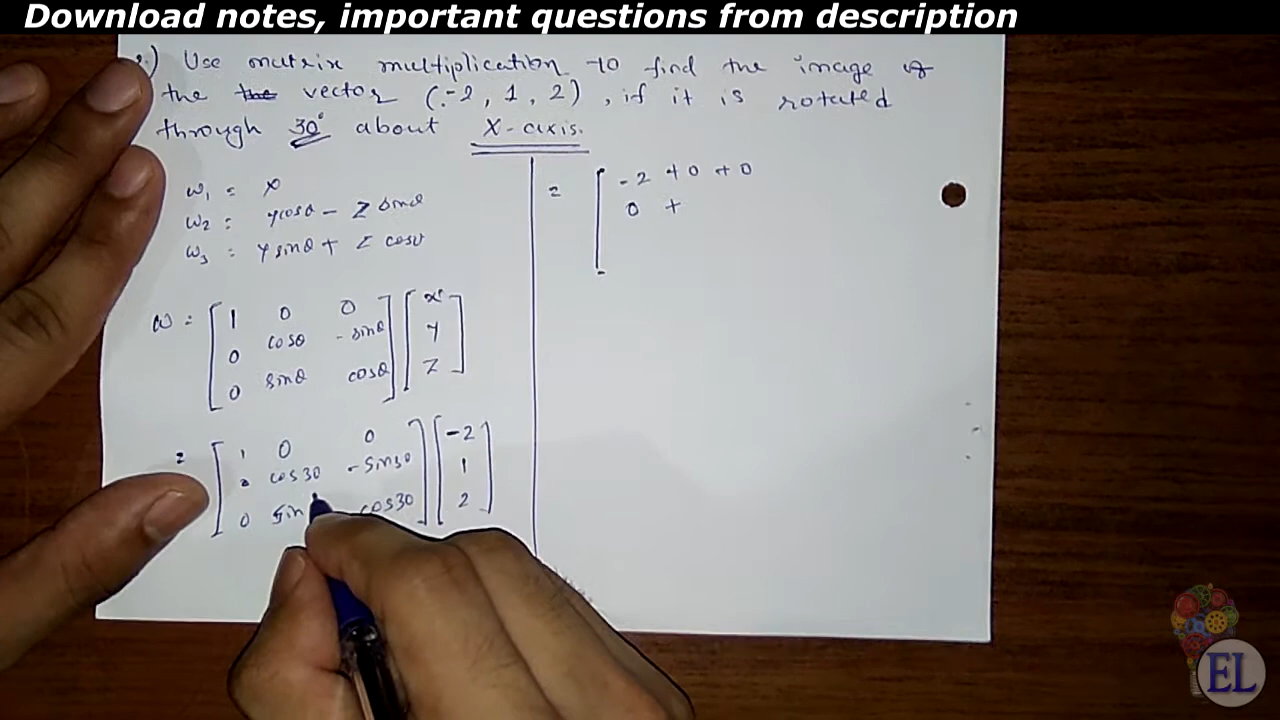 Download notes, important questions from description
Use matrix multiplication to find the image of
the the vector (-2, 1, 2), if it is rotated
through 30° about X-axis.
w₁ = x
w₂ = ycosθ - z sinθ
w₃ = y sinθ + z cosθ
w = [ 1 0 0 ] [ x ]
[ 0 cosθ - sinθ ] [ y ]
[ 0 sinθ cosθ ] [ z ]
= [ 1 0 0 ] [ -2 ]
[ 0 cos30 - sin30 ] [ 1 ]
[ 0 sin cos30 ] [ 2 ]
= [ -2 +0 +0
0 +
EL